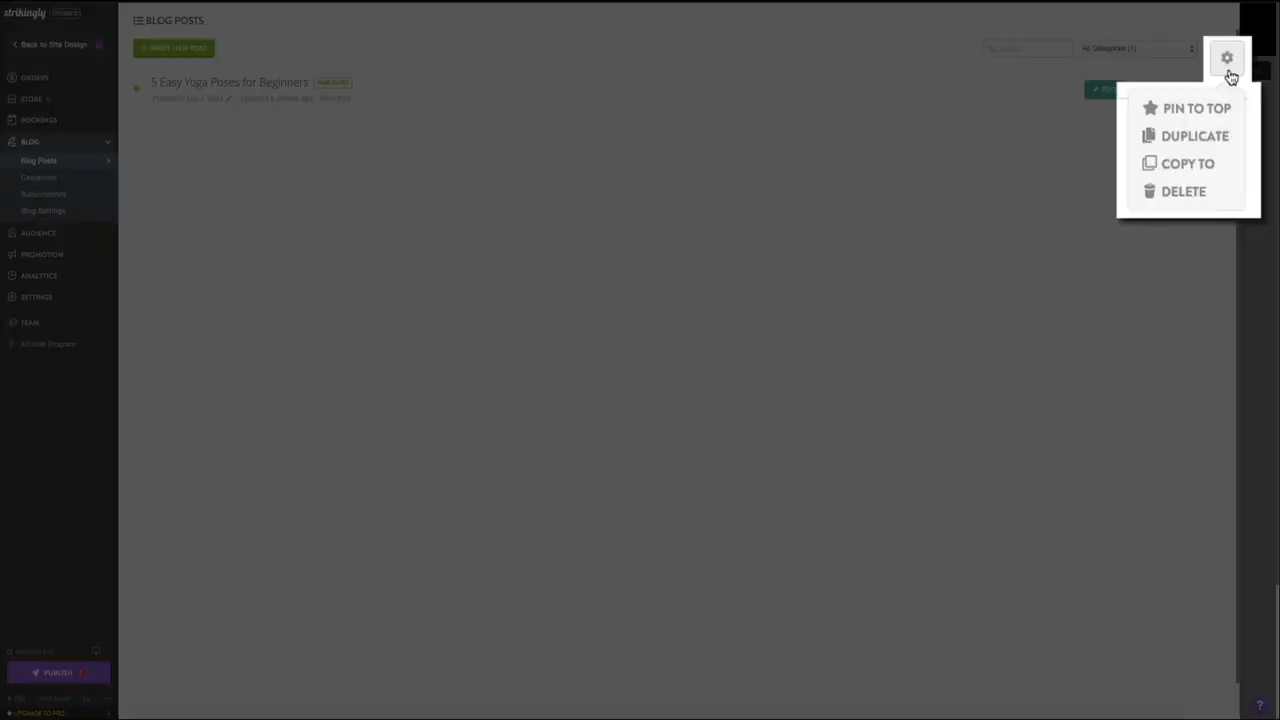 strikingly
Back to Site Design
ORDERS
STORE
BOOKINGS
BLOG
Blog Posts
Categories
Subscriptions
Blog Settings
AUDIENCE
PROMOTION
ANALYTICS
SETTINGS
TEAM
Affiliate Program
PUBLISH
UPGRADE TO PRO
BLOG POSTS
WRITE NEW POST
All Categories (1)
5 Easy Yoga Poses for Beginners
PIN TO TOP
DUPLICATE
COPY TO
DELETE
?